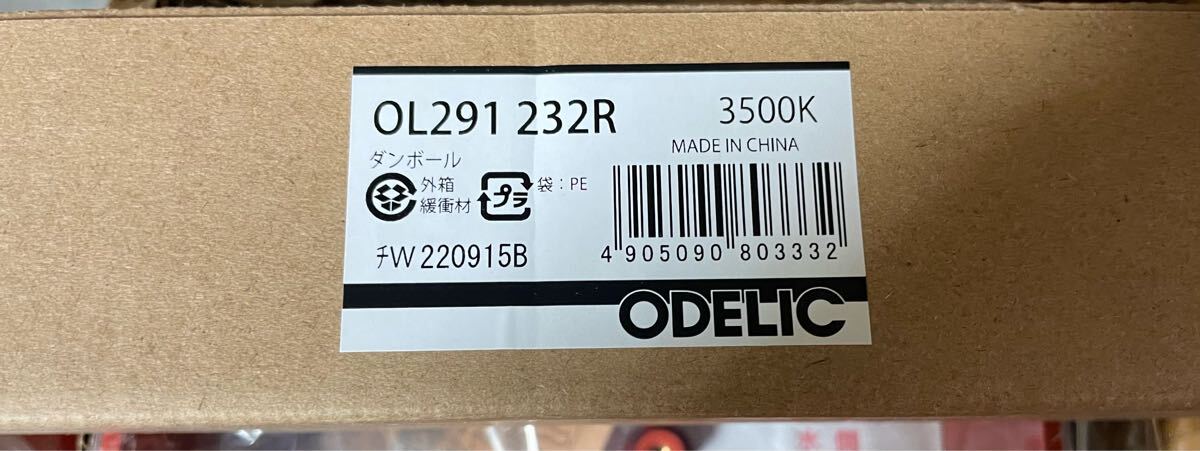 OL291 232R 3500K
MADE IN CHINA
ダンボール
外箱
緩衝材
プラ
袋:PE
ﾁW 220915B
4 905090 803332
ODELIC